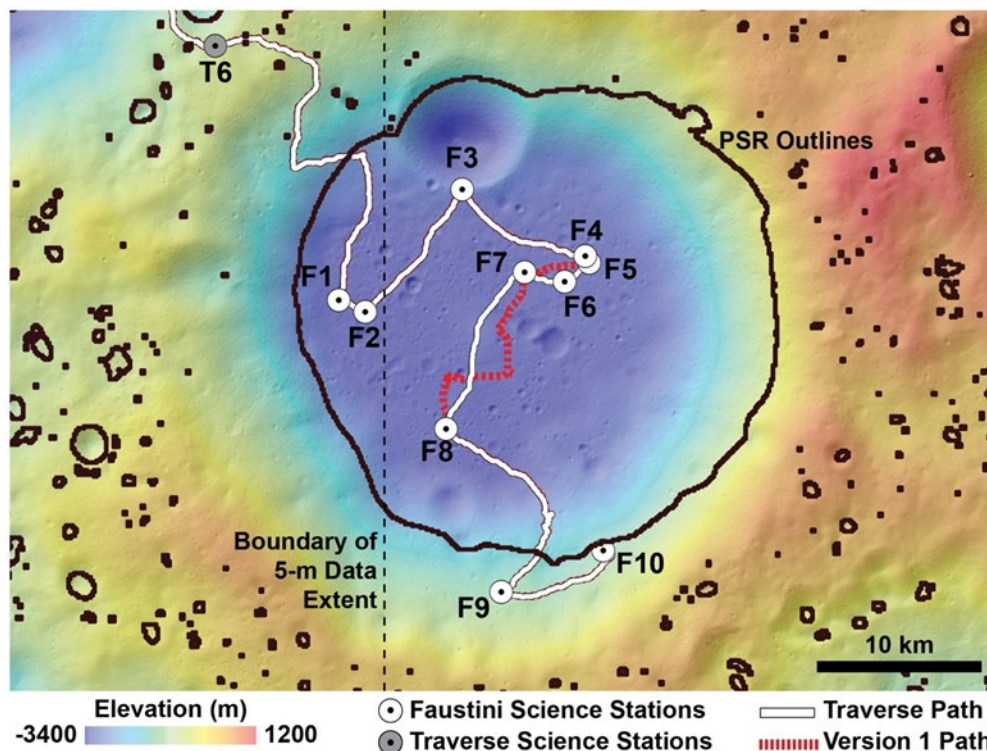 T6
PSR Outlines
F3
F4
F7
F5
F1
F6
F2
F8
Boundary of
5-m Data
Extent
F10
F9
10 km
Elevation (m)
-3400
1200
Faustini Science Stations
Traverse Science Stations
Traverse Path
Version 1 Path